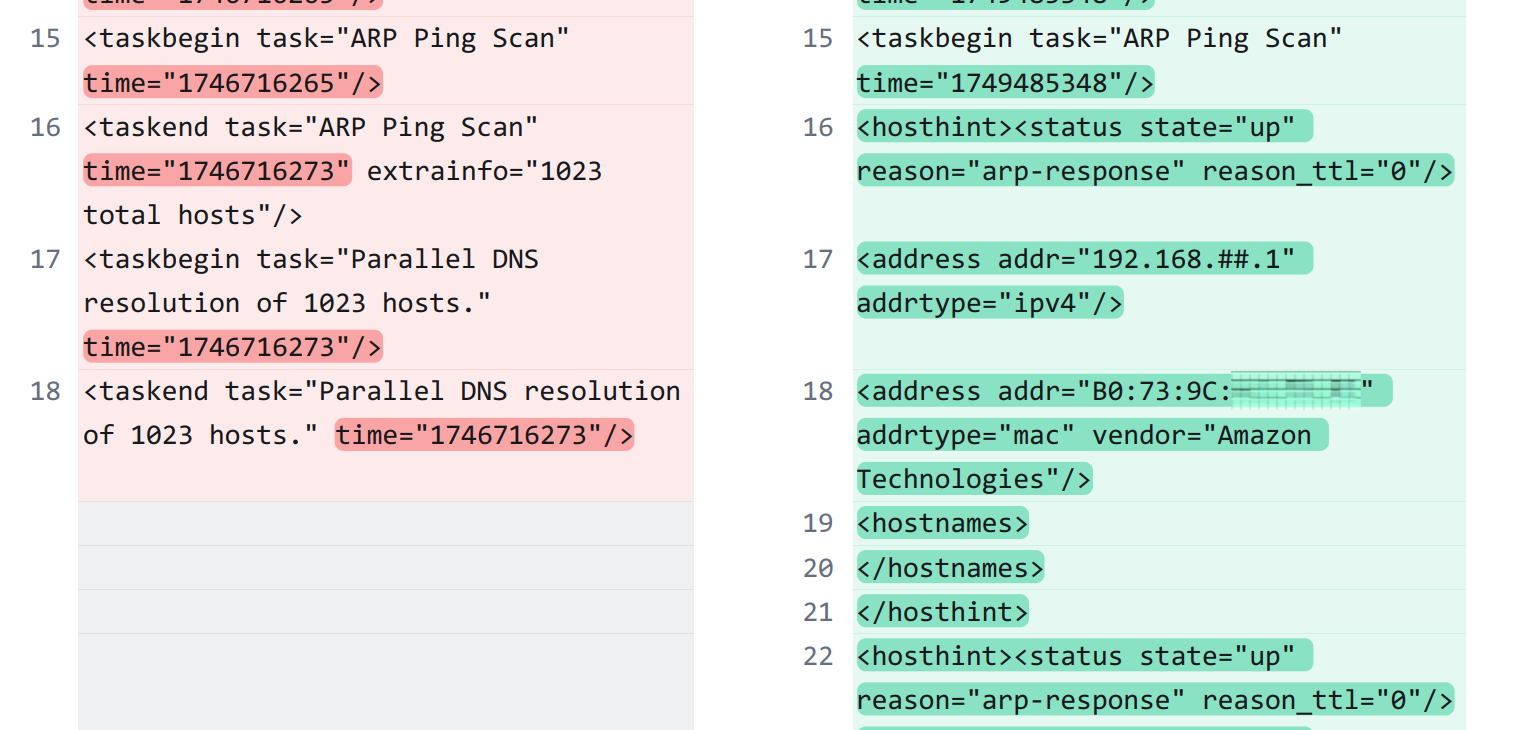 time="1746716265"/>
15 <taskbegin task="ARP Ping Scan"
time="1746716265"/>
16 <taskend task="ARP Ping Scan"
time="1746716273" extrainfo="1023
total hosts"/>
17 <taskbegin task="Parallel DNS
resolution of 1023 hosts."
time="1746716273"/>
18 <taskend task="Parallel DNS resolution
of 1023 hosts." time="1746716273"/>
time="1749485348"/>
15 <taskbegin task="ARP Ping Scan"
time="1749485348"/>
16 <hosthint><status state="up"
reason="arp-response" reason_ttl="0"/>
17 <address addr="192.168.##.1"
addrtype="ipv4"/>
18 <address addr="B0:73:9C:"
addrtype="mac" vendor="Amazon
Technologies"/>
19 <hostnames>
20 </hostnames>
21 </hosthint>
22 <hosthint><status state="up"
reason="arp-response" reason_ttl="0"/>